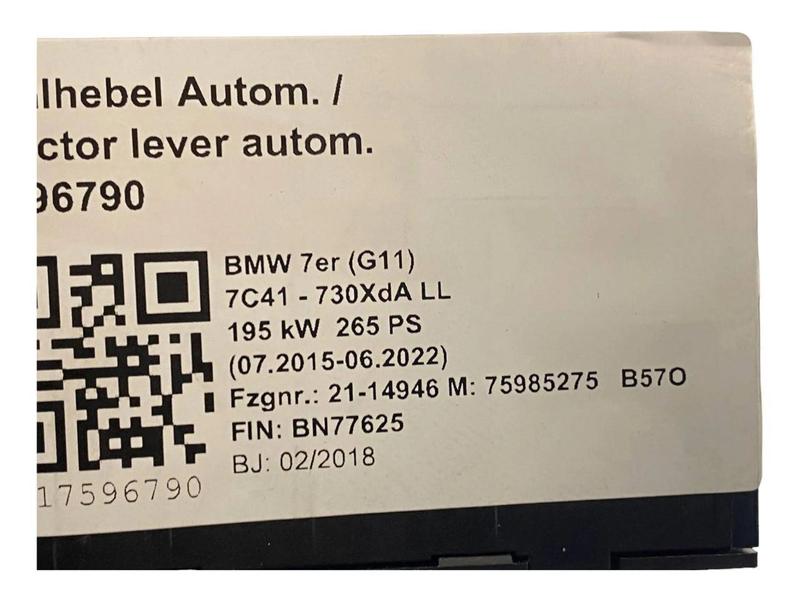 lhebel Autom. /
ctor lever autom.
96790
BMW 7er (G11)
7C41 - 730XdA LL
195 kW 265 PS
(07.2015-06.2022)
Fzgnr.: 21-14946 M: 75985275 B57O
FIN: BN77625
BJ: 02/2018
17596790